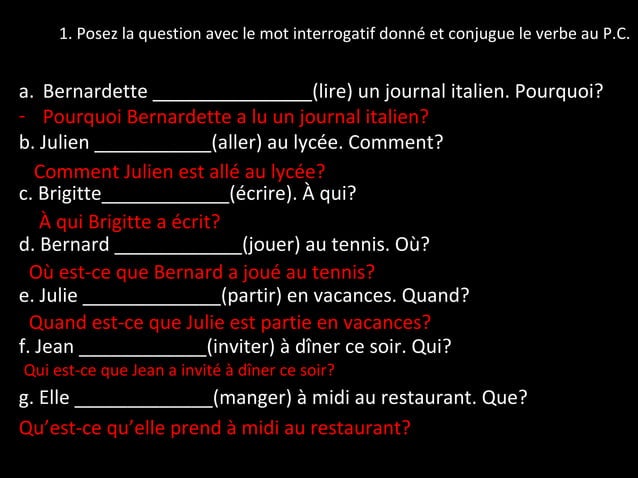 1. Posez la question avec le mot interrogatif donné et conjugue le verbe au P.C.
a. Bernardette _______________(lire) un journal italien. Pourquoi?
- Pourquoi Bernardette a lu un journal italien?
b. Julien ___________(aller) au lycée. Comment?
Comment Julien est allé au lycée?
c. Brigitte____________(écrire). À qui?
À qui Brigitte a écrit?
d. Bernard ____________(jouer) au tennis. Où?
Où est-ce que Bernard a joué au tennis?
e. Julie _____________(partir) en vacances. Quand?
Quand est-ce que Julie est partie en vacances?
f. Jean ____________(inviter) à dîner ce soir. Qui?
Qui est-ce que Jean a invité à dîner ce soir?
g. Elle _____________(manger) à midi au restaurant. Que?
Qu’est-ce qu’elle prend à midi au restaurant?